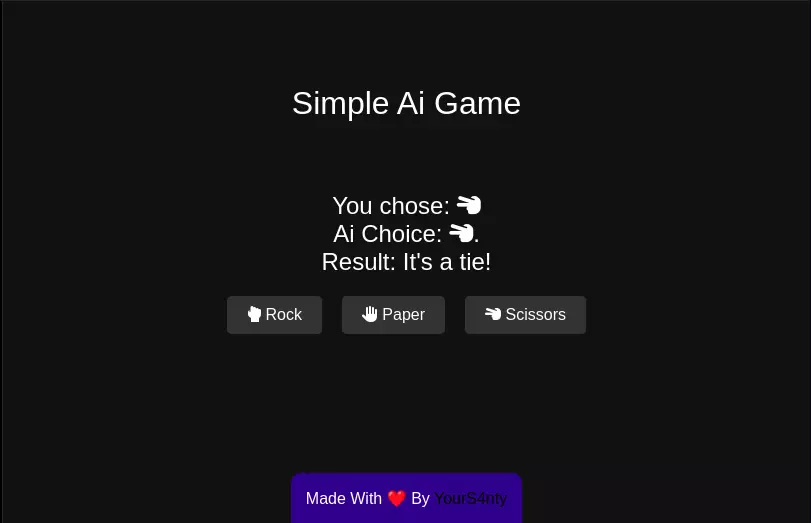 Simple Ai Game
You chose:
Ai Choice: .
Result: It's a tie!
Rock
Paper
Scissors
Made With ❤️ By YourS4nty